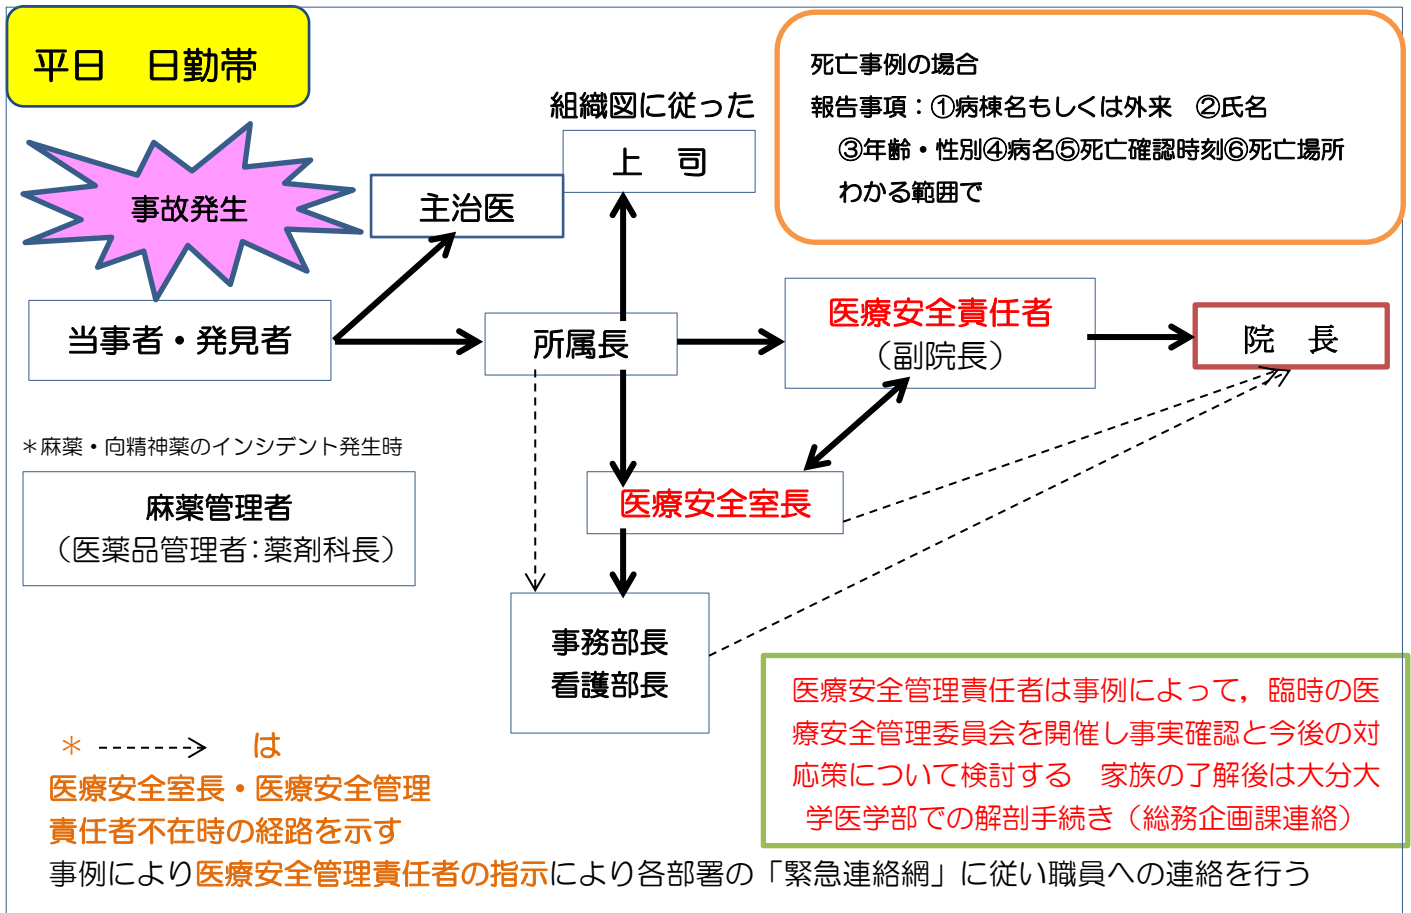 平日　日勤帯
死亡事例の場合
報告事項：①病棟名もしくは外来　②氏名
③年齢・性別④病名⑤死亡確認時刻⑥死亡場所
わかる範囲で
組織図に従った
上　司
事故発生
主治医
当事者・発見者
所属長
医療安全責任者
（副院長）
院　長
＊麻薬・向精神薬のインシデント発生時
麻薬管理者
（医薬品管理者：薬剤科長）
医療安全室長
事務部長
看護部長
医療安全管理責任者は事例によって，臨時の医
療安全管理委員会を開催し事実確認と今後の対
応策について検討する　家族の了解後は大分大
学医学部での解剖手続き（総務企画課連絡）
＊　　は
医療安全室長・医療安全管理
責任者不在時の経路を示す
事例により医療安全管理責任者の指示により各部署の「緊急連絡網」に従い職員への連絡を行う